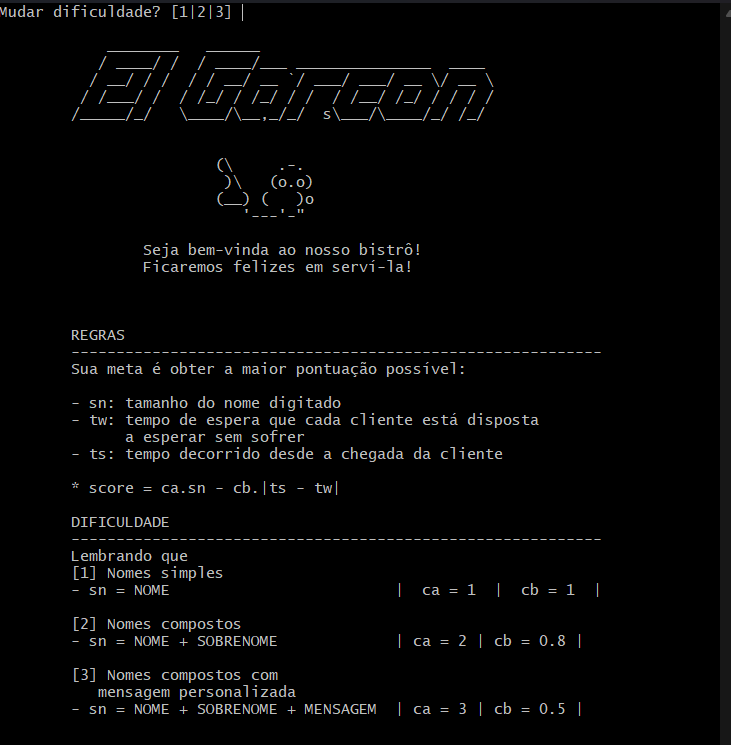 Mudar dificuldade? [1|2|3]
El Garcon
Seja bem-vinda ao nosso bistrô!
Ficaremos felizes em serví-la!
REGRAS
-----------------------------------------------------------
Sua meta é obter a maior pontuação possível:
- sn: tamanho do nome digitado
- tw: tempo de espera que cada cliente está disposta
a esperar sem sofrer
- ts: tempo decorrido desde a chegada da cliente
* score = ca.sn - cb.|ts - tw|
DIFICULDADE
-----------------------------------------------------------
Lembrando que
[1] Nomes simples
- sn = NOME | ca = 1 | cb = 1 |
[2] Nomes compostos
- sn = NOME + SOBRENOME | ca = 2 | cb = 0.8 |
[3] Nomes compostos com
mensagem personalizada
- sn = NOME + SOBRENOME + MENSAGEM | ca = 3 | cb = 0.5 |